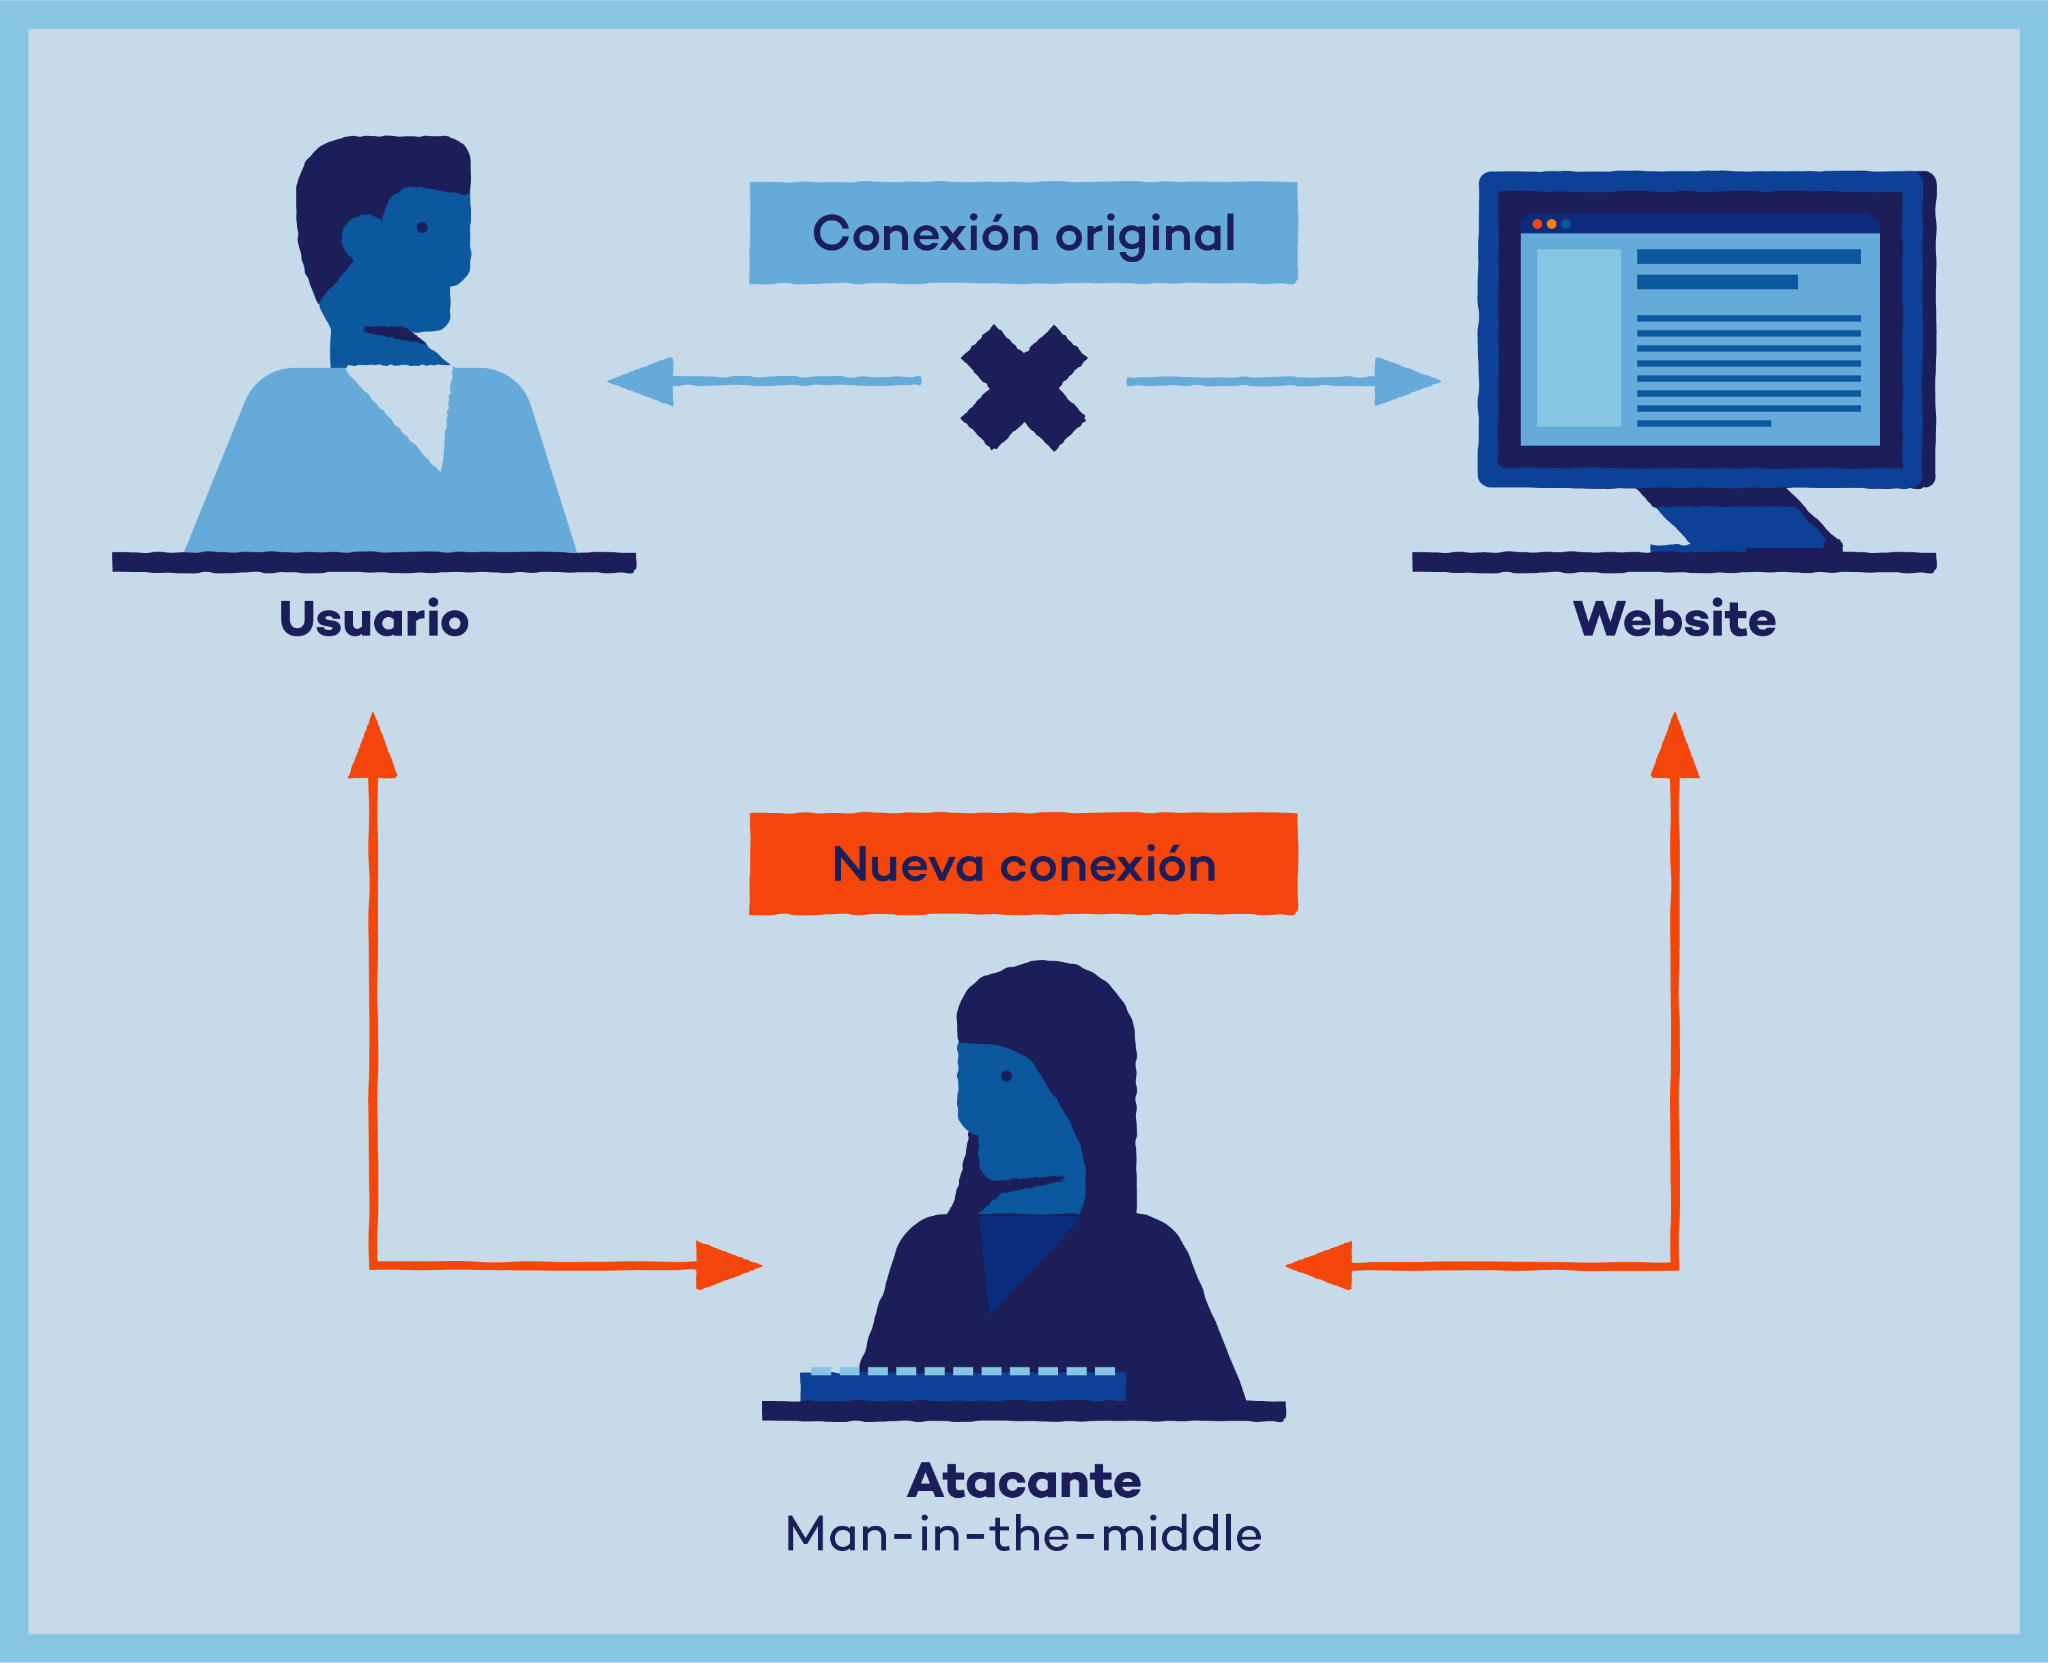 Conexión original
Usuario
Website
Nueva conexión
Atacante
Man-in-the-middle